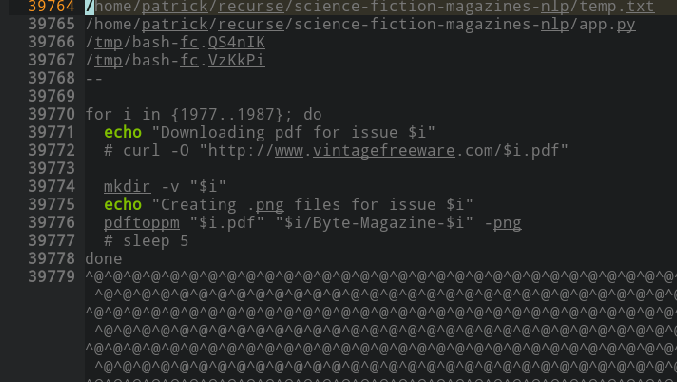 39764 /home/patrick/recurse/science-fiction-magazines-nlp/temp.txt
39765 /home/patrick/recurse/science-fiction-magazines-nlp/app.py
39766 /tmp/bash-fc.QS4nIK
39767 /tmp/bash-fc.VzKkPi
39768 --
39769
39770 for i in {1977..1987}; do
39771   echo "Downloading pdf for issue $i"
39772   # curl -O "http://www.vintagefreeware.com/$i.pdf"
39773
39774   mkdir -v "$i"
39775   echo "Creating .png files for issue $i"
39776   pdftoppm "$i.pdf" "$i/Byte-Magazine-$i" -png
39777   # sleep 5
39778 done
39779 ^@^@^@^@^@^@^@^@^@^@^@^@^@^@^@^@^@^@^@^@^@^@^@^@^@^@^@^@^@^@^@^@^
^@^@^@^@^@^@^@^@^@^@^@^@^@^@^@^@^@^@^@^@^@^@^@^@^@^@^@^@^@^@^@^@
^@^@^@^@^@^@^@^@^@^@^@^@^@^@^@^@^@^@^@^@^@^@^@^@^@^@^@^@^@^@^@^@^
^@^@^@^@^@^@^@^@^@^@^@^@^@^@^@^@^@^@^@^@^@^@^@^@^@^@^@^@^@^@^@^@
^@^@^@^@^@^@^@^@^@^@^@^@^@^@^@^@^@^@^@^@^@^@^@^@^@^@^@^@^@^@^@^@^
^@^@^@^@^@^@^@^@^@^@^@^@^@^@^@^@^@^@^@^@^@^@^@^@^@^@^@^@^@^@^@^@